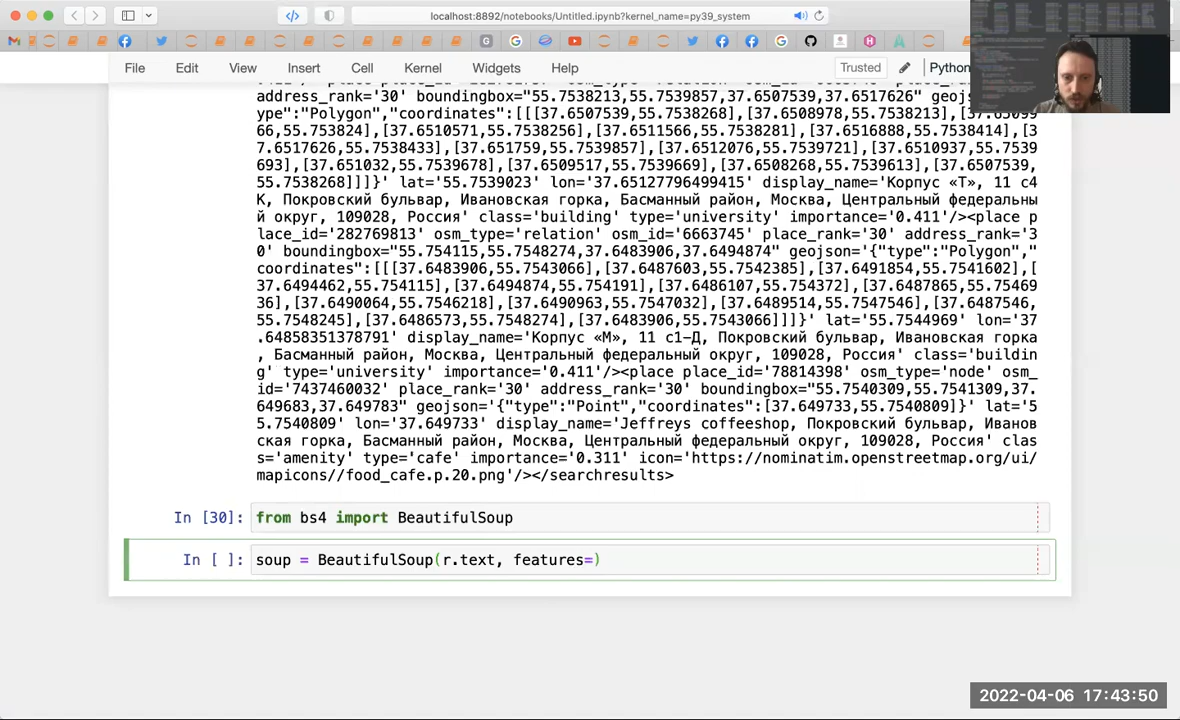 localhost:8892/notebooks/Untitled.ipynb?kernel_name=py39_system
File Edit View Insert Cell Kernel Widgets Help Trusted Python
address_rank='30' boundingbox="55.7538213,55.7539857,37.6507539,37.6517626" geoj
ype":"Polygon","coordinates":[[[37.6507539,55.7538268],[37.6508978,55.7538213],[37.65099
66,55.753824],[37.6510571,55.7538256],[37.6511566,55.7538281],[37.6516888,55.7538414],[3
7.6517626,55.7538433],[37.651759,55.7539857],[37.6512076,55.7539721],[37.6510937,55.7539
693],[37.651032,55.7539678],[37.6509517,55.7539669],[37.6508268,55.7539613],[37.6507539,
55.7538268]]]}' lat='55.7539023' lon='37.65127796499415' display_name='Корпус «Т», 11 с4
К, Покровский бульвар, Ивановская горка, Басманный район, Москва, Центральный федеральны
й округ, 109028, Россия' class='building' type='university' importance='0.411'/><place p
lace_id='282769813' osm_type='relation' osm_id='6663745' place_rank='30' address_rank='3
0' boundingbox="55.754115,55.7548274,37.6483906,37.6494874" geojson='{"type":"Polygon","
coordinates":[[[37.6483906,55.7543066],[37.6487603,55.7542385],[37.6491854,55.7541602],[
37.6494462,55.754115],[37.6494874,55.754191],[37.6486107,55.754372],[37.6487865,55.75469
36],[37.6490064,55.7546218],[37.6490963,55.7547032],[37.6489514,55.7547546],[37.6487546,
55.7548245],[37.6486573,55.7548274],[37.6483906,55.7543066]]]}' lat='55.7544969' lon='37
.64858351378791' display_name='Корпус «М», 11 с1-Д, Покровский бульвар, Ивановская горка
, Басманный район, Москва, Центральный федеральный округ, 109028, Россия' class='buildin
g' type='university' importance='0.411'/><place place_id='78814398' osm_type='node' osm_
id='7437460032' place_rank='30' address_rank='30' boundingbox="55.7540309,55.7541309,37.
649683,37.649783" geojson='{"type":"Point","coordinates":[37.649733,55.7540809]}' lat='5
5.7540809' lon='37.649733' display_name='Jeffreys coffeeshop, Покровский бульвар, Иванов
ская горка, Басманный район, Москва, Центральный федеральный округ, 109028, Россия' clas
s='amenity' type='cafe' importance='0.311' icon='https://nominatim.openstreetmap.org/ui/
mapicons//food_cafe.p.20.png'/></searchresults>
In [30]: from bs4 import BeautifulSoup
In [ ]: soup = BeautifulSoup(r.text, features=)
2022-04-06 17:43:50